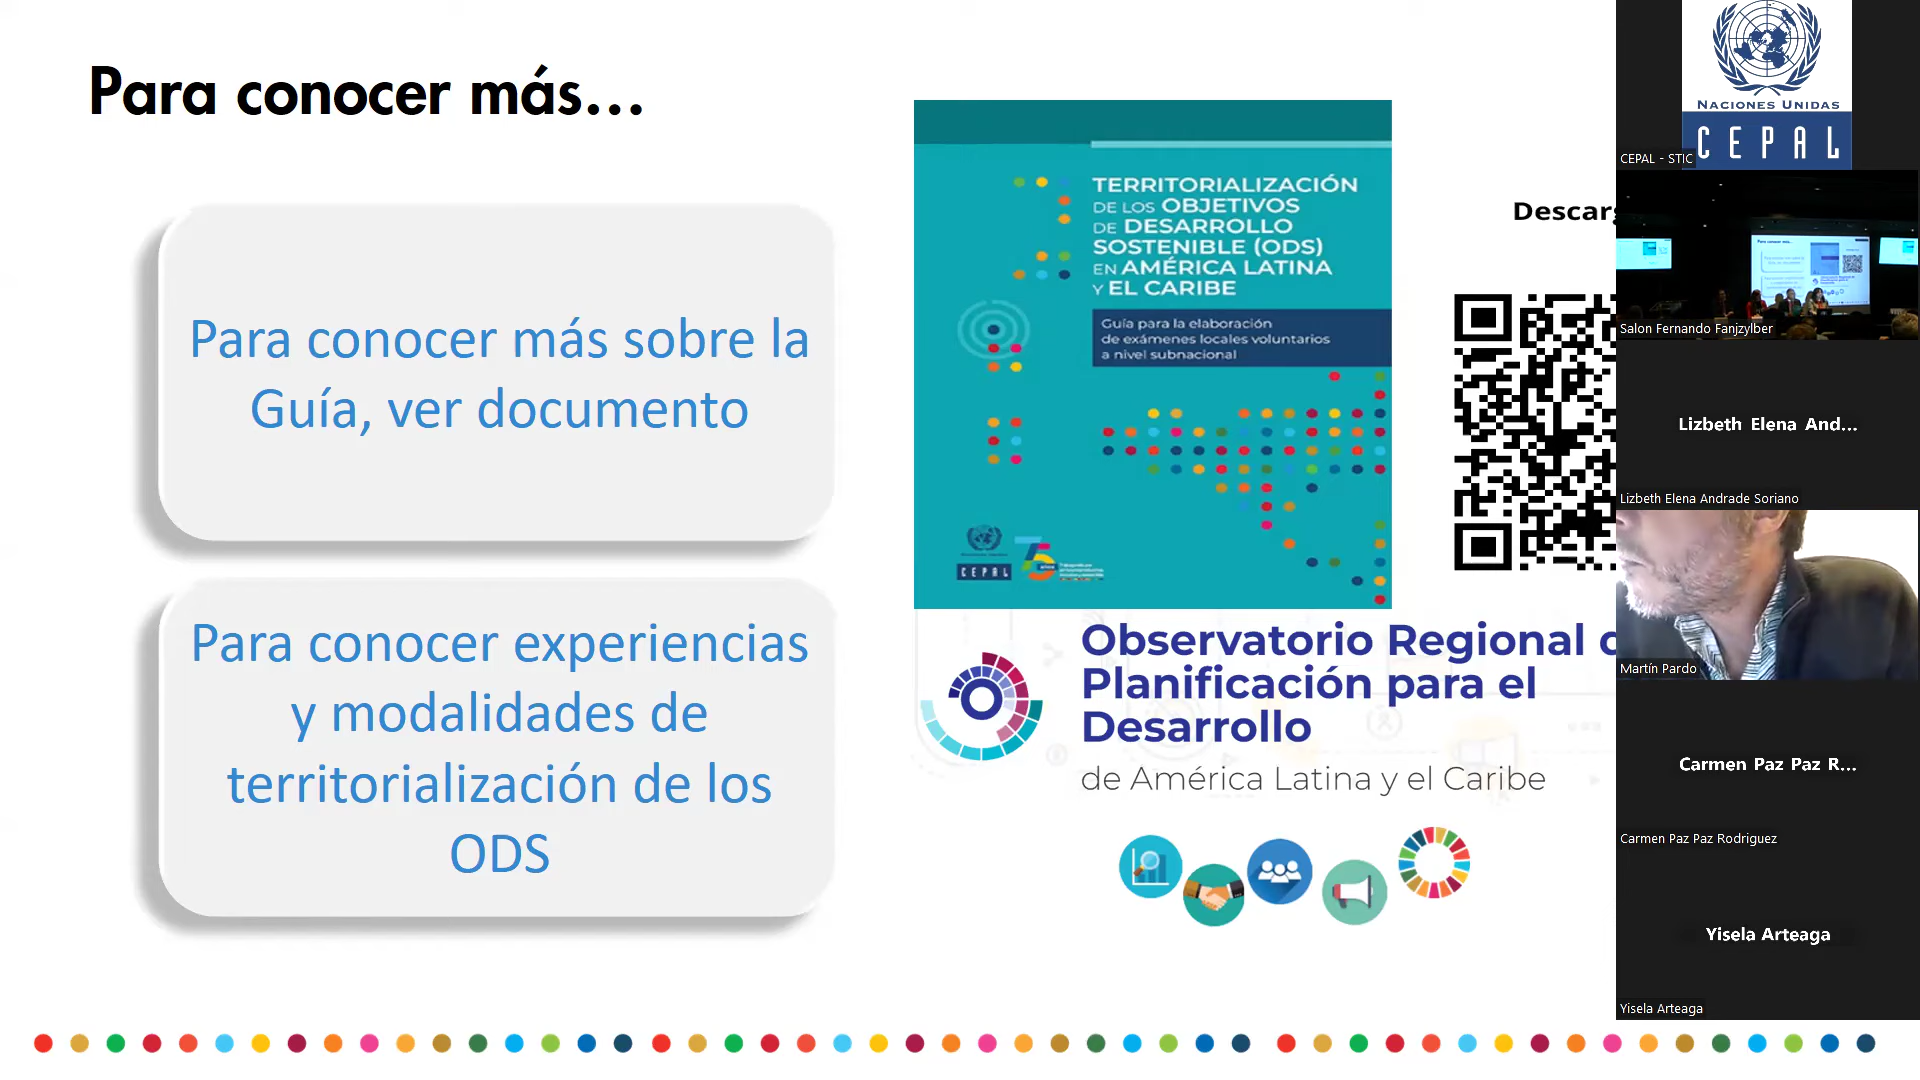 Para conocer más...
Para conocer más sobre la
Guía, ver documento
Para conocer experiencias
y modalidades de
territorialización de los
ODS
TERRITORIALIZACIÓN
DE LOS OBJETIVOS
DE DESARROLLO
SOSTENIBLE (ODS)
EN AMÉRICA LATINA
Y EL CARIBE
Guía para la elaboración
de exámenes locales voluntarios
a nivel subnacional
CEPAL
75
Observatorio Regional
Planificación para el
Desarrollo
de América Latina y el Caribe
NACIONES UNIDAS
CEPAL
CEPAL - STIC
Para conocer más...
Salon Fernando Fanjzylber
Lizbeth Elena And...
Lizbeth Elena Andrade Soriano
Martín Pardo
Carmen Paz Paz R...
Carmen Paz Paz Rodriguez
Yisela Arteaga
Yisela Arteaga